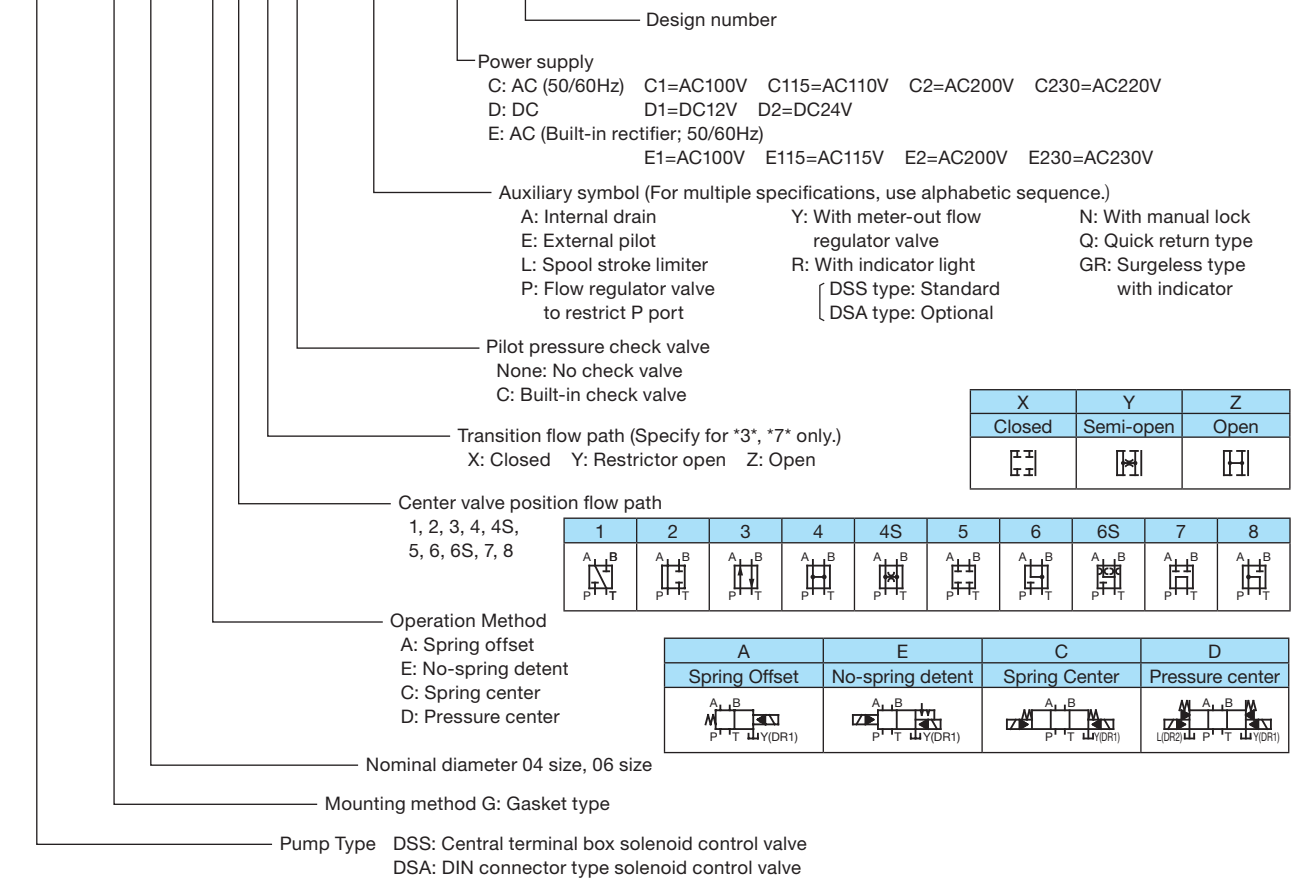 Design number
Power supply
C: AC (50/60Hz) C1=AC100V C115=AC110V C2=AC200V C230=AC220V
D: DC D1=DC12V D2=DC24V
E: AC (Built-in rectifier; 50/60Hz)
E1=AC100V E115=AC115V E2=AC200V E230=AC230V
Auxiliary symbol (For multiple specifications, use alphabetic sequence.)
A: Internal drain Y: With meter-out flow N: With manual lock
E: External pilot regulator valve Q: Quick return type
L: Spool stroke limiter R: With indicator light GR: Surgeless type
P: Flow regulator valve DSS type: Standard with indicator
to restrict P port DSA type: Optional
Pilot pressure check valve
None: No check valve
C: Built-in check valve
X Y Z
Closed Semi-open Open
Transition flow path (Specify for *3*, *7* only.)
X: Closed Y: Restrictor open Z: Open
Center valve position flow path
1, 2, 3, 4, 4S,
5, 6, 6S, 7, 8
1 2 3 4 4S 5 6 6S 7 8
A B A B A B A B A B A B A B A B A B A B
P T P T P T P T P T P T P T P T P T P T
Operation Method
A: Spring offset
E: No-spring detent
C: Spring center
D: Pressure center
A E C D
Spring Offset No-spring detent Spring Center Pressure center
A B A B A B A B
P T Y(DR1) P T Y(DR1) P T Y(DR1) L(DR2) P T Y(DR1)
Nominal diameter 04 size, 06 size
Mounting method G: Gasket type
Pump Type DSS: Central terminal box solenoid control valve
DSA: DIN connector type solenoid control valve